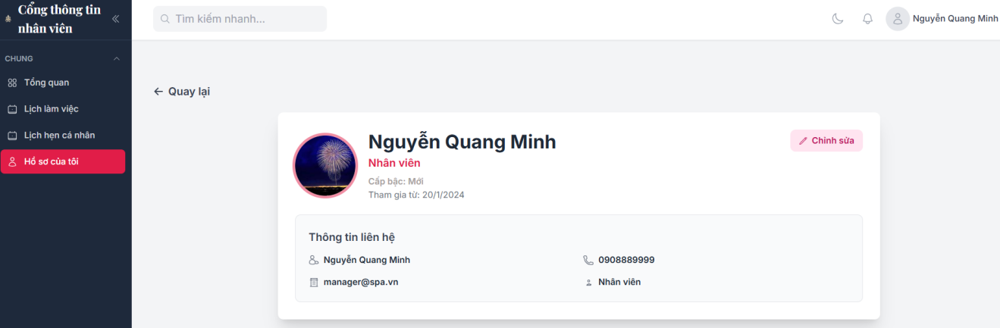 Cổng thông tin
nhân viên
Tìm kiếm nhanh...
Nguyễn Quang Minh
CHUNG
Tổng quan
Lịch làm việc
Lịch hẹn cá nhân
Hồ sơ của tôi
Quay lại
Nguyễn Quang Minh
Chỉnh sửa
Nhân viên
Cấp bậc: Mới
Tham gia từ: 20/1/2024
Thông tin liên hệ
Nguyễn Quang Minh
0908889999
manager@spa.vn
Nhân viên